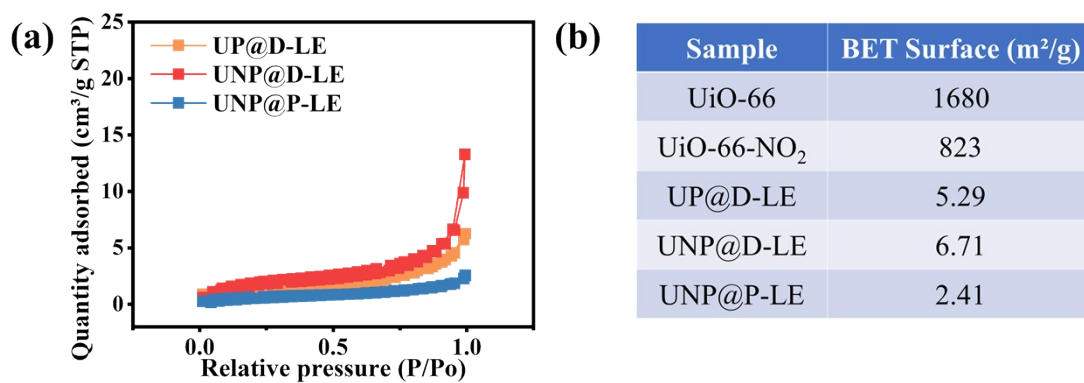 (a)
Quantity adsorbed (cm³/g STP)
25
20
15
10
5
0
UP@D-LE
UNP@D-LE
UNP@P-LE
0.0 0.5 1.0
Relative pressure (P/Po)
(b)
Sample BET Surface (m²/g)
UiO-66 1680
UiO-66-NO₂ 823
UP@D-LE 5.29
UNP@D-LE 6.71
UNP@P-LE 2.41